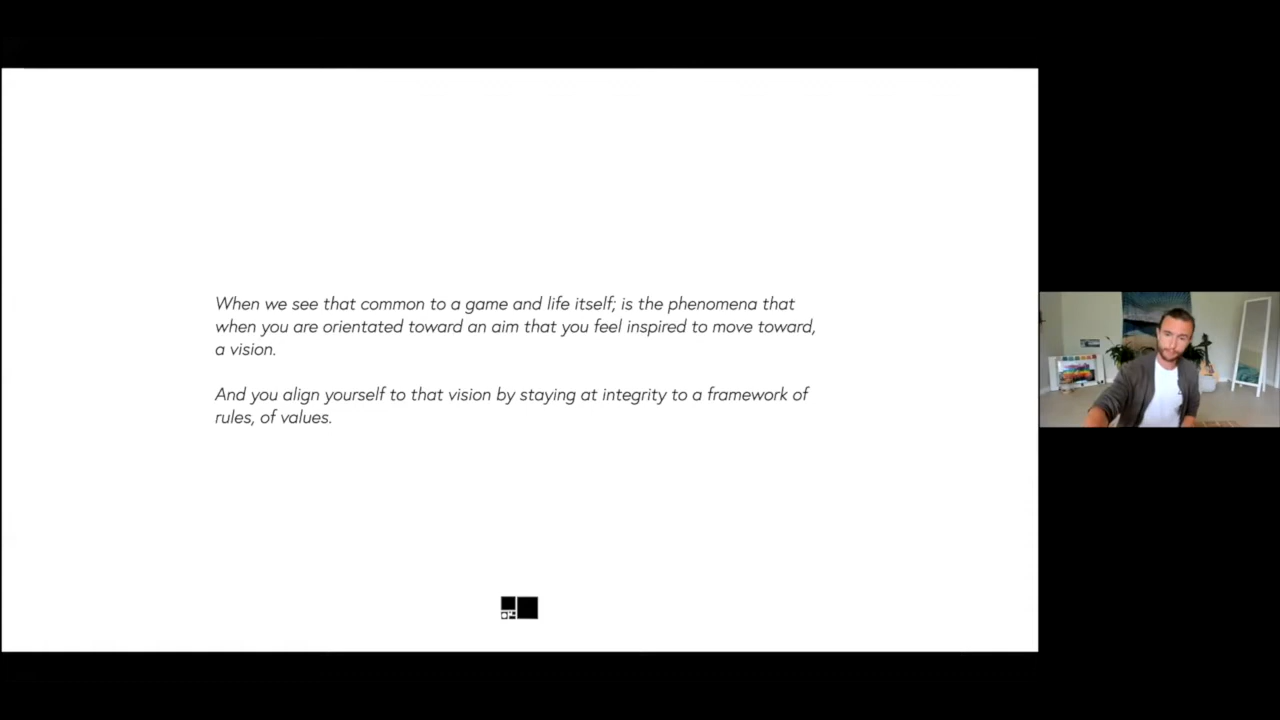 When we see that common to a game and life itself; is the phenomena that
when you are orientated toward an aim that you feel inspired to move toward,
a vision.
And you align yourself to that vision by staying at integrity to a framework of
rules, of values.